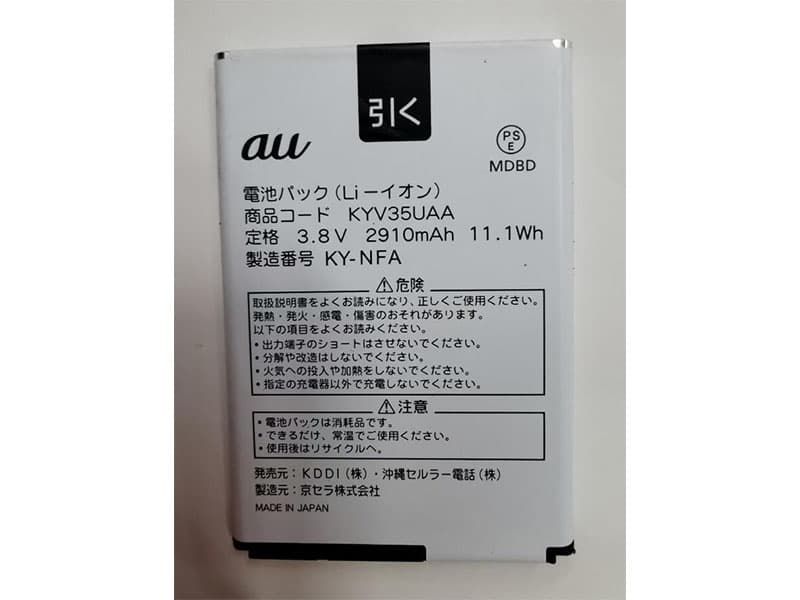 引く
au
PS
E
MDBD
電池パック(Liーイオン)
商品コード KYV35UAA
定格 3.8V 2910mAh 11.1Wh
製造番号 KY-NFA
⚠危険
取扱説明書をよくお読みになり、正しくご使用ください。
発熱・発火・感電・傷害のおそれがあります。
以下の項目をよくお読みください。
・出力端子のショートはさせないでください。
・分解や改造はしないでください。
・火気への投入や加熱をしないでください。
・指定の充電器以外で充電しないでください。
⚠注意
・電池パックは消耗品です。
・できるだけ、常温でご使用ください。
・使用後はリサイクルへ。
発売元:KDDI(株)・沖縄セルラー電話(株)
製造元:京セラ株式会社
MADE IN JAPAN